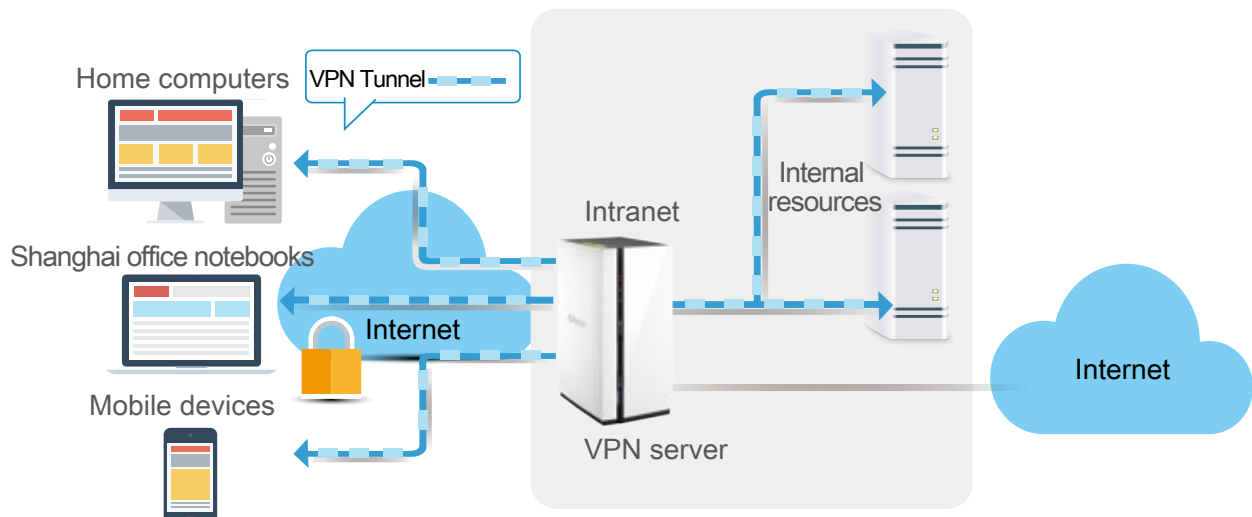 Home computers
VPN Tunnel
Shanghai office notebooks
Internet
Mobile devices
Intranet
VPN server
Internal
resources
Internet